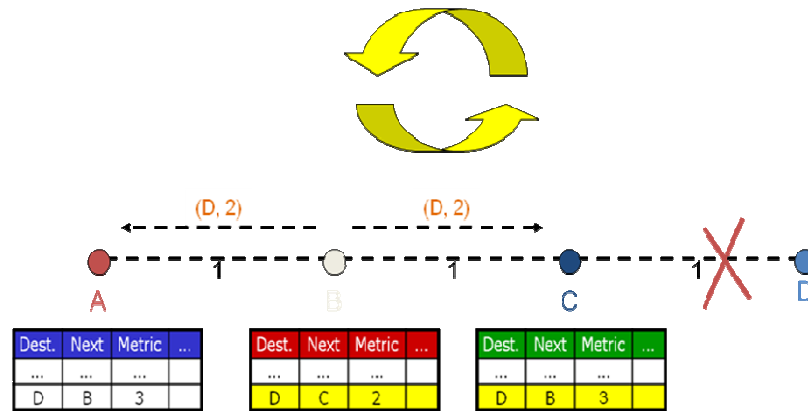 (D, 2) (D, 2)
1 1 1
A B C D
Dest. Next Metric ... Dest. Next Metric ... Dest. Next Metric ...
... ... ... ... ... ... ... ... ...
D B 3 D C 2 D B 3